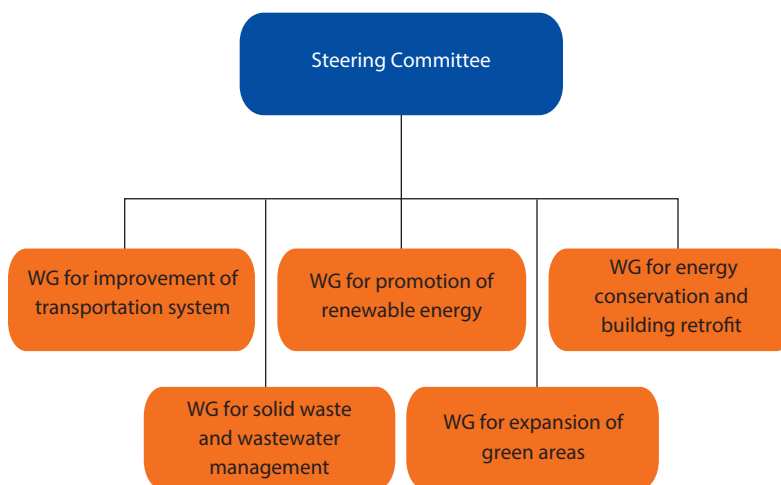 Steering Committee
WG for improvement of
transportation system
WG for promotion of
renewable energy
WG for energy
conservation and
building retrofit
WG for solid waste
and wastewater
management
WG for expansion of
green areas